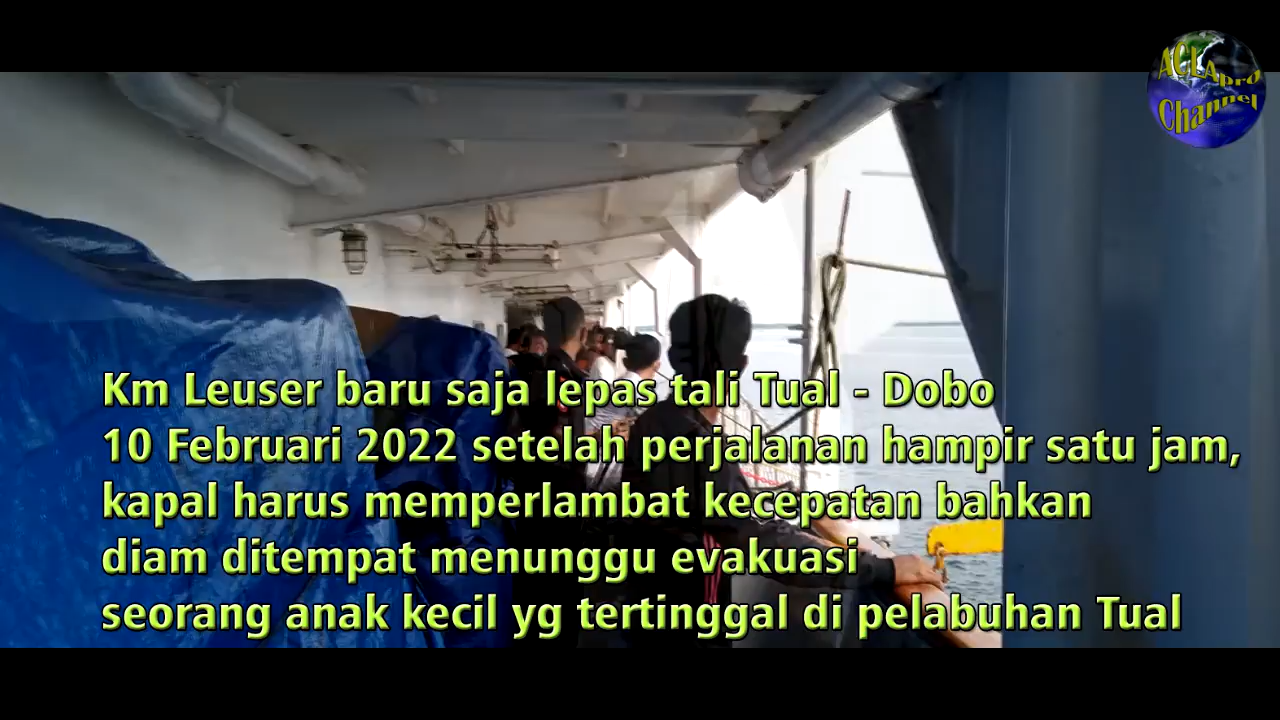 ACLApro
Channel
Km Leuser baru saja lepas tali Tual - Dobo
10 Februari 2022 setelah perjalanan hampir satu jam,
kapal harus memperlambat kecepatan bahkan
diam ditempat menunggu evakuasi
seorang anak kecil yg tertinggal di pelabuhan Tual